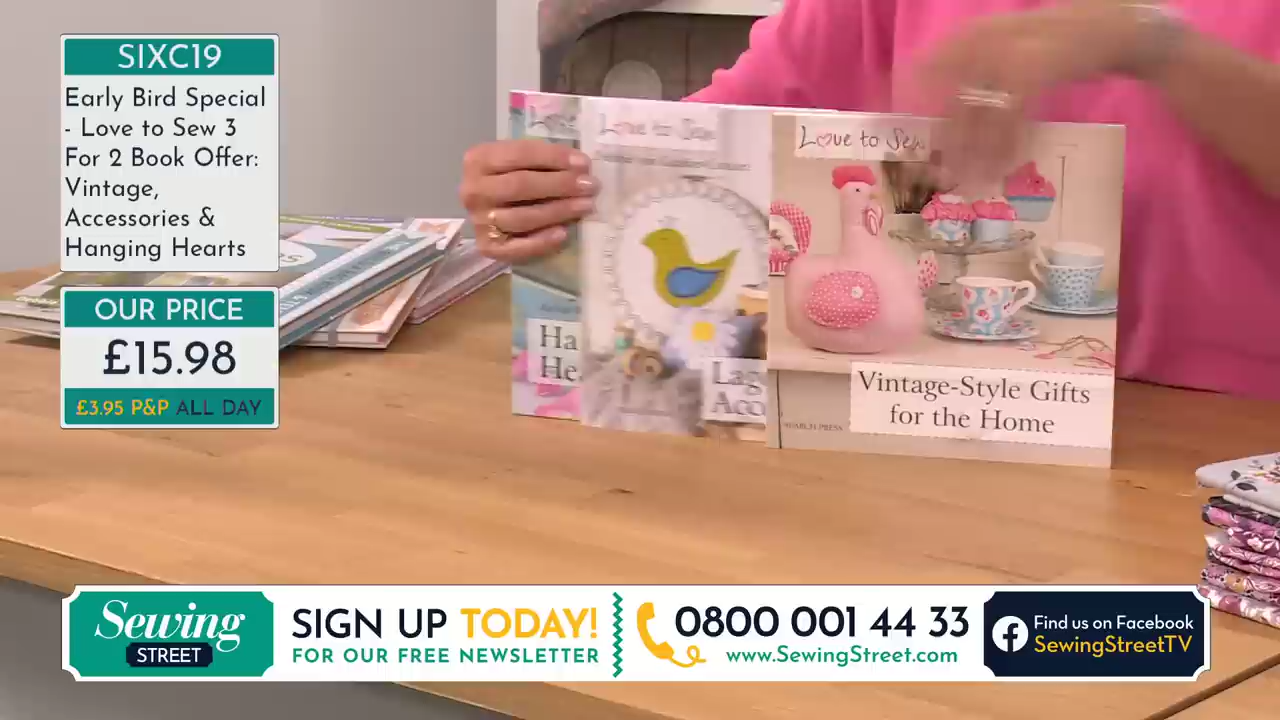 SIXC19
Early Bird Special
- Love to Sew 3
For 2 Book Offer:
Vintage,
Accessories &
Hanging Hearts
OUR PRICE
£15.98
£3.95 P&P ALL DAY
Love to Sew
Love to Sew
Ha
He
Lag
Acc
Vintage-Style Gifts
for the Home
SEARCH PRESS
Sewing
STREET
SIGN UP TODAY!
FOR OUR FREE NEWSLETTER
0800 001 44 33
www.SewingStreet.com
Find us on Facebook
SewingStreetTV